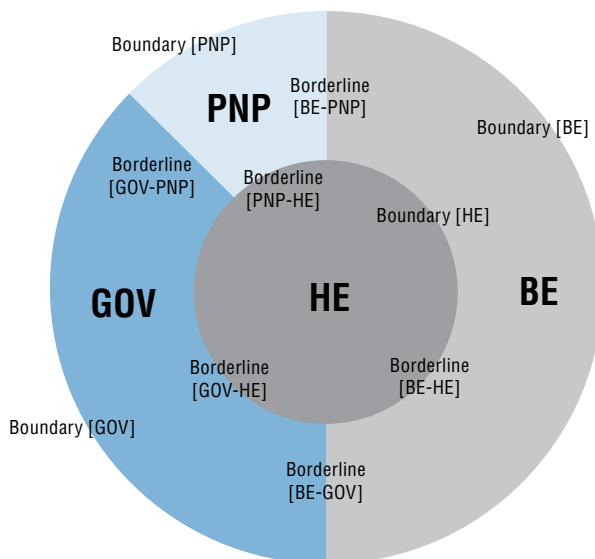 Boundary [PNP]
Borderline
[BE-PNP]
PNP
Boundary [BE]
Borderline
[GOV-PNP]
Borderline
[PNP-HE]
Boundary [HE]
GOV
HE
BE
Borderline
[GOV-HE]
Borderline
[BE-HE]
Boundary [GOV]
Borderline
[BE-GOV]